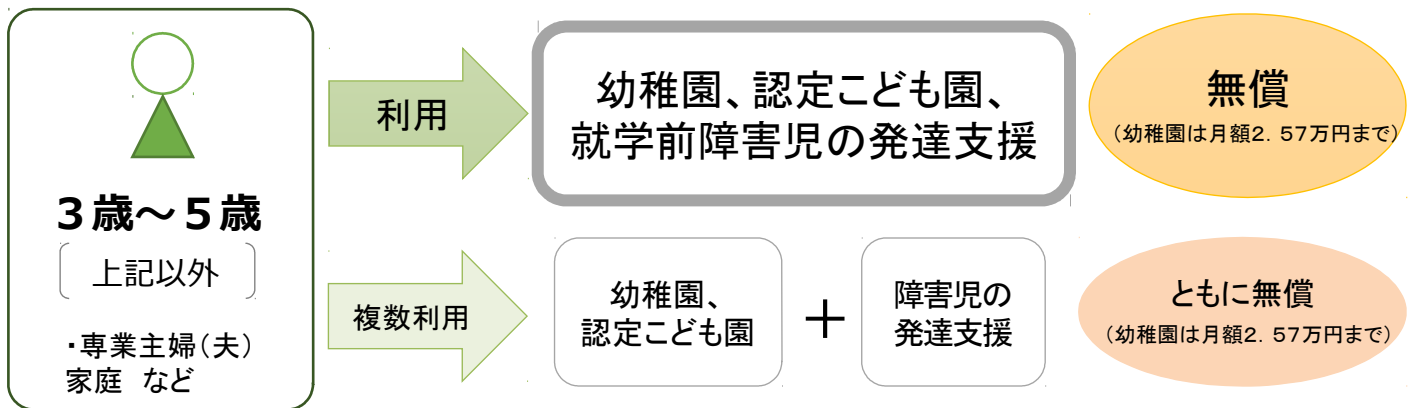 3歳~5歳
上記以外
・専業主婦(夫)
家庭 など
利用
幼稚園、認定こども園、
就学前障害児の発達支援
無償
(幼稚園は月額2.57万円まで)
複数利用
幼稚園、
認定こども園
+
障害児の
発達支援
ともに無償
(幼稚園は月額2.57万円まで)